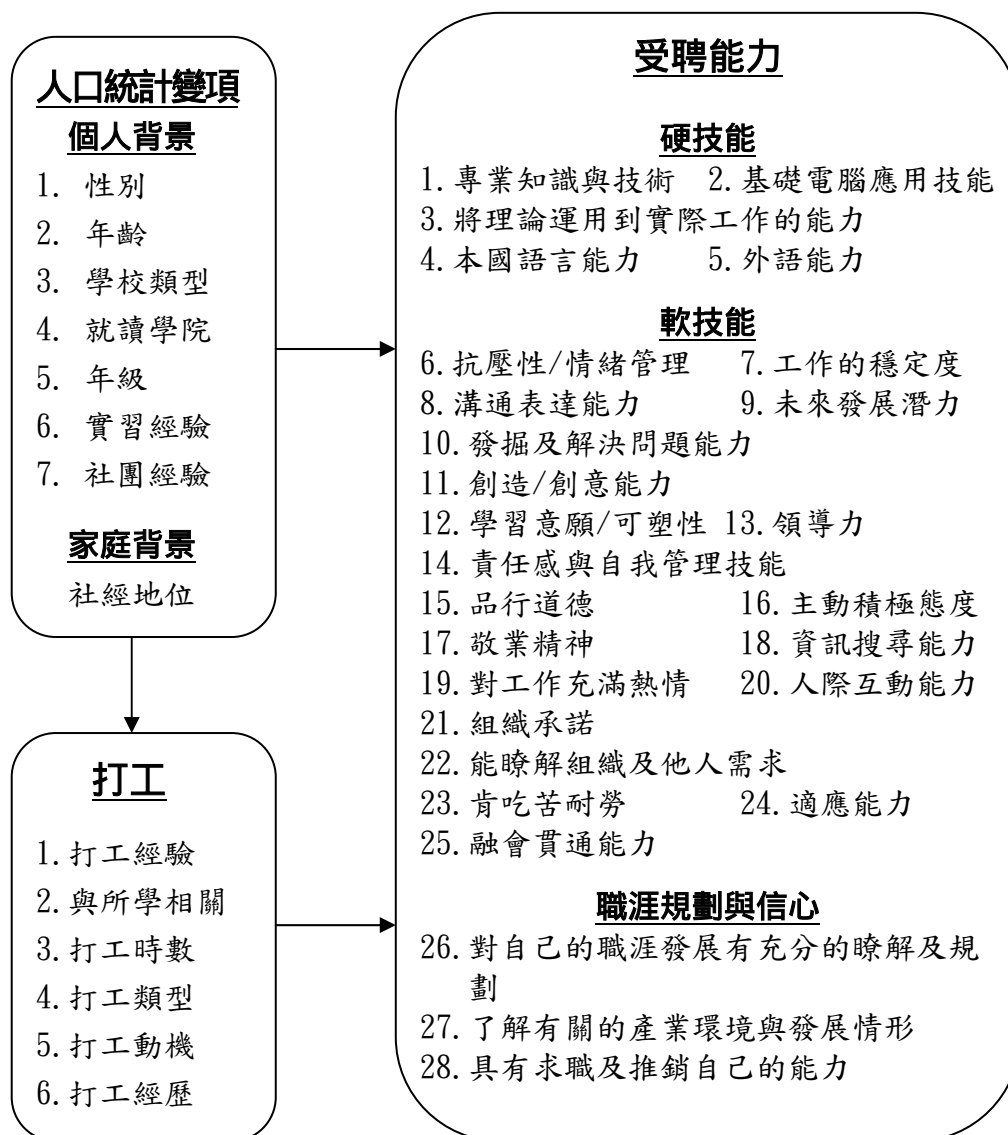 人口統計變項
個人背景
1. 性別
2. 年齡
3. 學校類型
4. 就讀學院
5. 年級
6. 實習經驗
7. 社團經驗
家庭背景
社經地位
打工
1.打工經驗
2.與所學相關
3.打工時數
4.打工類型
5.打工動機
6.打工經歷
受聘能力
硬技能
1.專業知識與技術 2.基礎電腦應用技能
3.將理論運用到實際工作的能力
4.本國語言能力 5.外語能力
軟技能
6.抗壓性/情緒管理 7.工作的穩定度
8.溝通表達能力 9.未來發展潛力
10.發掘及解決問題能力
11.創造/創意能力
12.學習意願/可塑性 13.領導力
14.責任感與自我管理技能
15.品行道德 16.主動積極態度
17.敬業精神 18.資訊搜尋能力
19.對工作充滿熱情 20.人際互動能力
21.組織承諾
22.能瞭解組織及他人需求
23.肯吃苦耐勞 24.適應能力
25.融會貫通能力
職涯規劃與信心
26.對自己的職涯發展有充分的瞭解及規
劃
27.了解有關的產業環境與發展情形
28.具有求職及推銷自己的能力